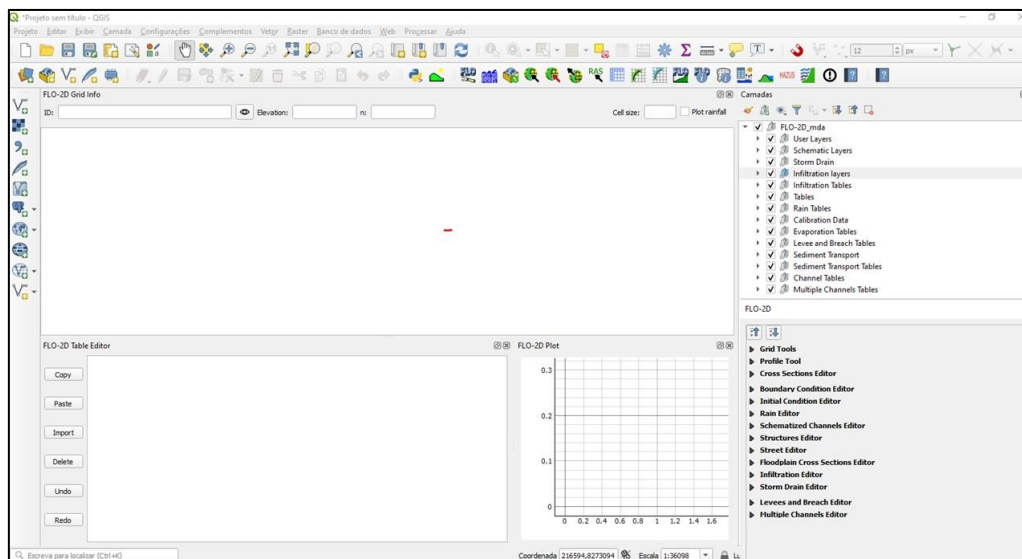 *Projeto sem título - QGIS
Projeto Editar Exibir Camada Configurações Complementos Vetor Raster Banco de dados Web Processar Ajuda
12 px
RAS HAZUS
FLO-2D Grid Info
ID: Elevation: n: Cell size: Plot rainfall
Camadas
FLO-2D_mda
User Layers
Schematic Layers
Storm Drain
Infiltration layers
Infiltration Tables
Tables
Rain Tables
Calibration Data
Evaporation Tables
Levee and Breach Tables
Sediment Transport
Sediment Transport Tables
Channel Tables
Multiple Channels Tables
FLO-2D
Grid Tools
Profile Tool
Cross Sections Editor
Boundary Condition Editor
Initial Condition Editor
Rain Editor
Schematized Channels Editor
Structures Editor
Street Editor
Floodplain Cross Sections Editor
Infiltration Editor
Storm Drain Editor
Levees and Breach Editor
Multiple Channels Editor
FLO-2D Table Editor
Copy
Paste
Import
Delete
Undo
Redo
FLO-2D Plot
0.3
0.2
0.1
0
0 0.2 0.4 0.6 0.8 1 1.2 1.4 1.6
Escreva para localizar (Ctrl+K)
Coordenada 216594,8273094 Escala 1:36098